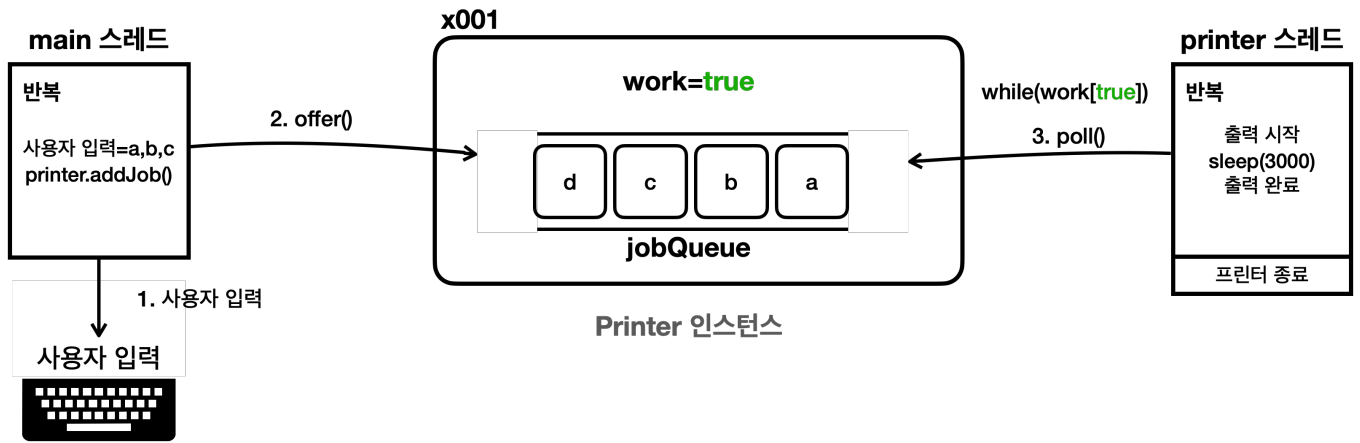 main 스레드
반복
사용자 입력=a,b,c
printer.addJob()
1. 사용자 입력
사용자 입력
2. offer()
x001
work=true
d c b a
jobQueue
Printer 인스턴스
while(work[true])
3. poll()
printer 스레드
반복
출력 시작
sleep(3000)
출력 완료
프린터 종료